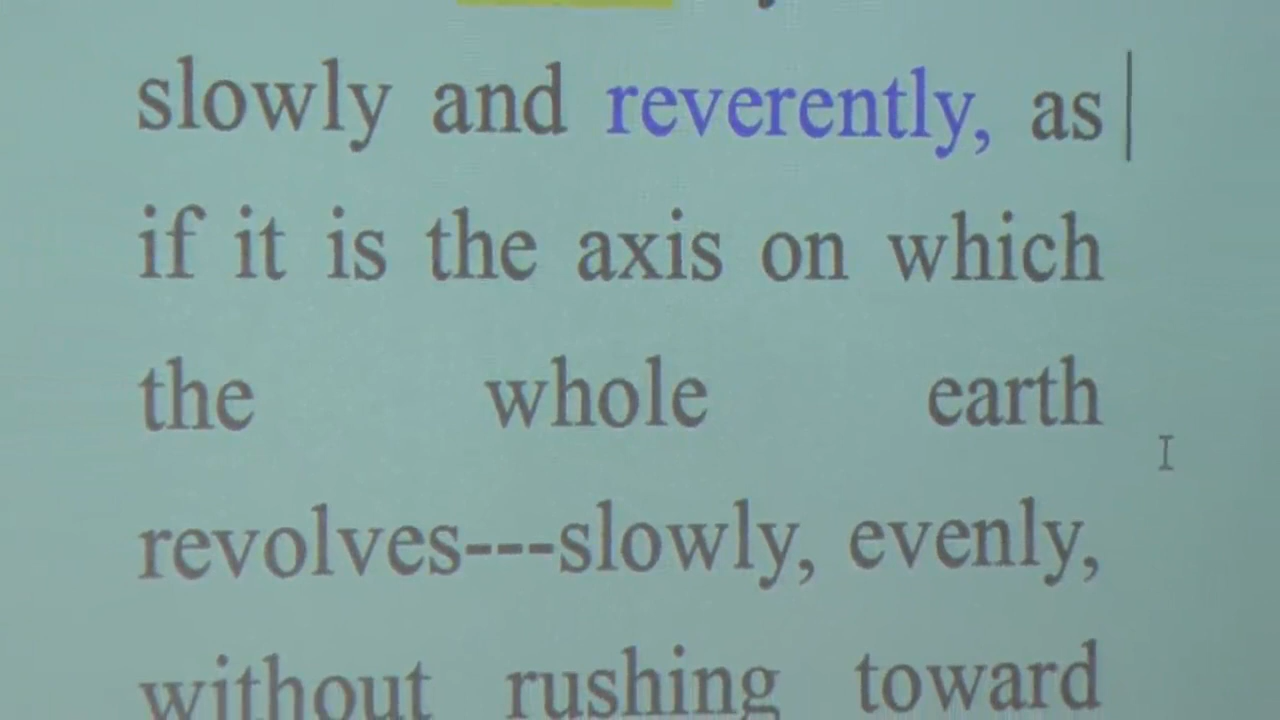 slowly and reverently, as
if it is the axis on which
the whole earth
revolves---slowly, evenly,
without rushing toward